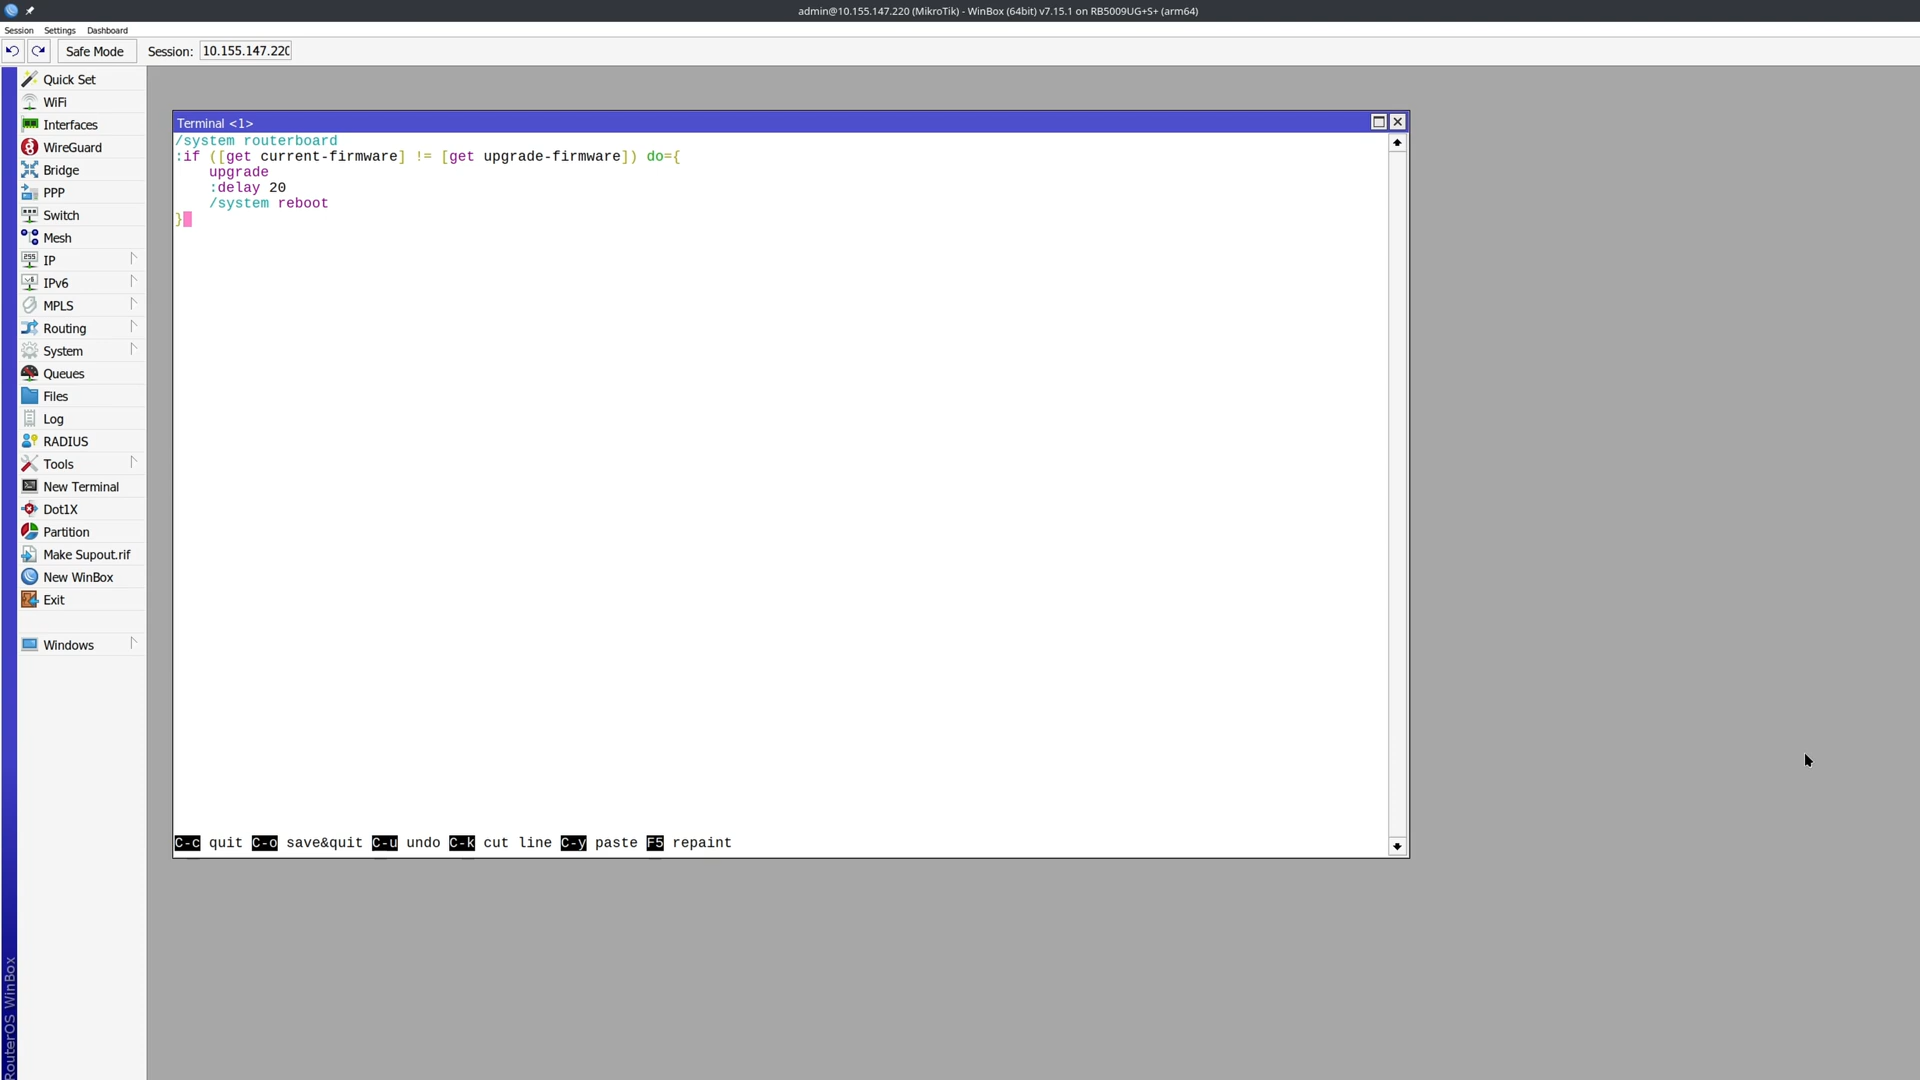 admin@10.155.147.220 (MikroTik) - WinBox (64bit) v7.15.1 on RB5009UG+S+ (arm64)
Session Settings Dashboard
Safe Mode Session: 10.155.147.220
Quick Set
WiFi
Interfaces
WireGuard
Bridge
PPP
Switch
Mesh
IP
IPv6
MPLS
Routing
System
Queues
Files
Log
RADIUS
Tools
New Terminal
Dot1X
Partition
Make Supout.rif
New WinBox
Exit
Windows
RouterOS WinBox
Terminal <1>
/system routerboard
:if ([get current-firmware] != [get upgrade-firmware]) do={
    upgrade
    :delay 20
    /system reboot
}
C-c quit C-o save&quit C-u undo C-k cut line C-y paste F5 repaint